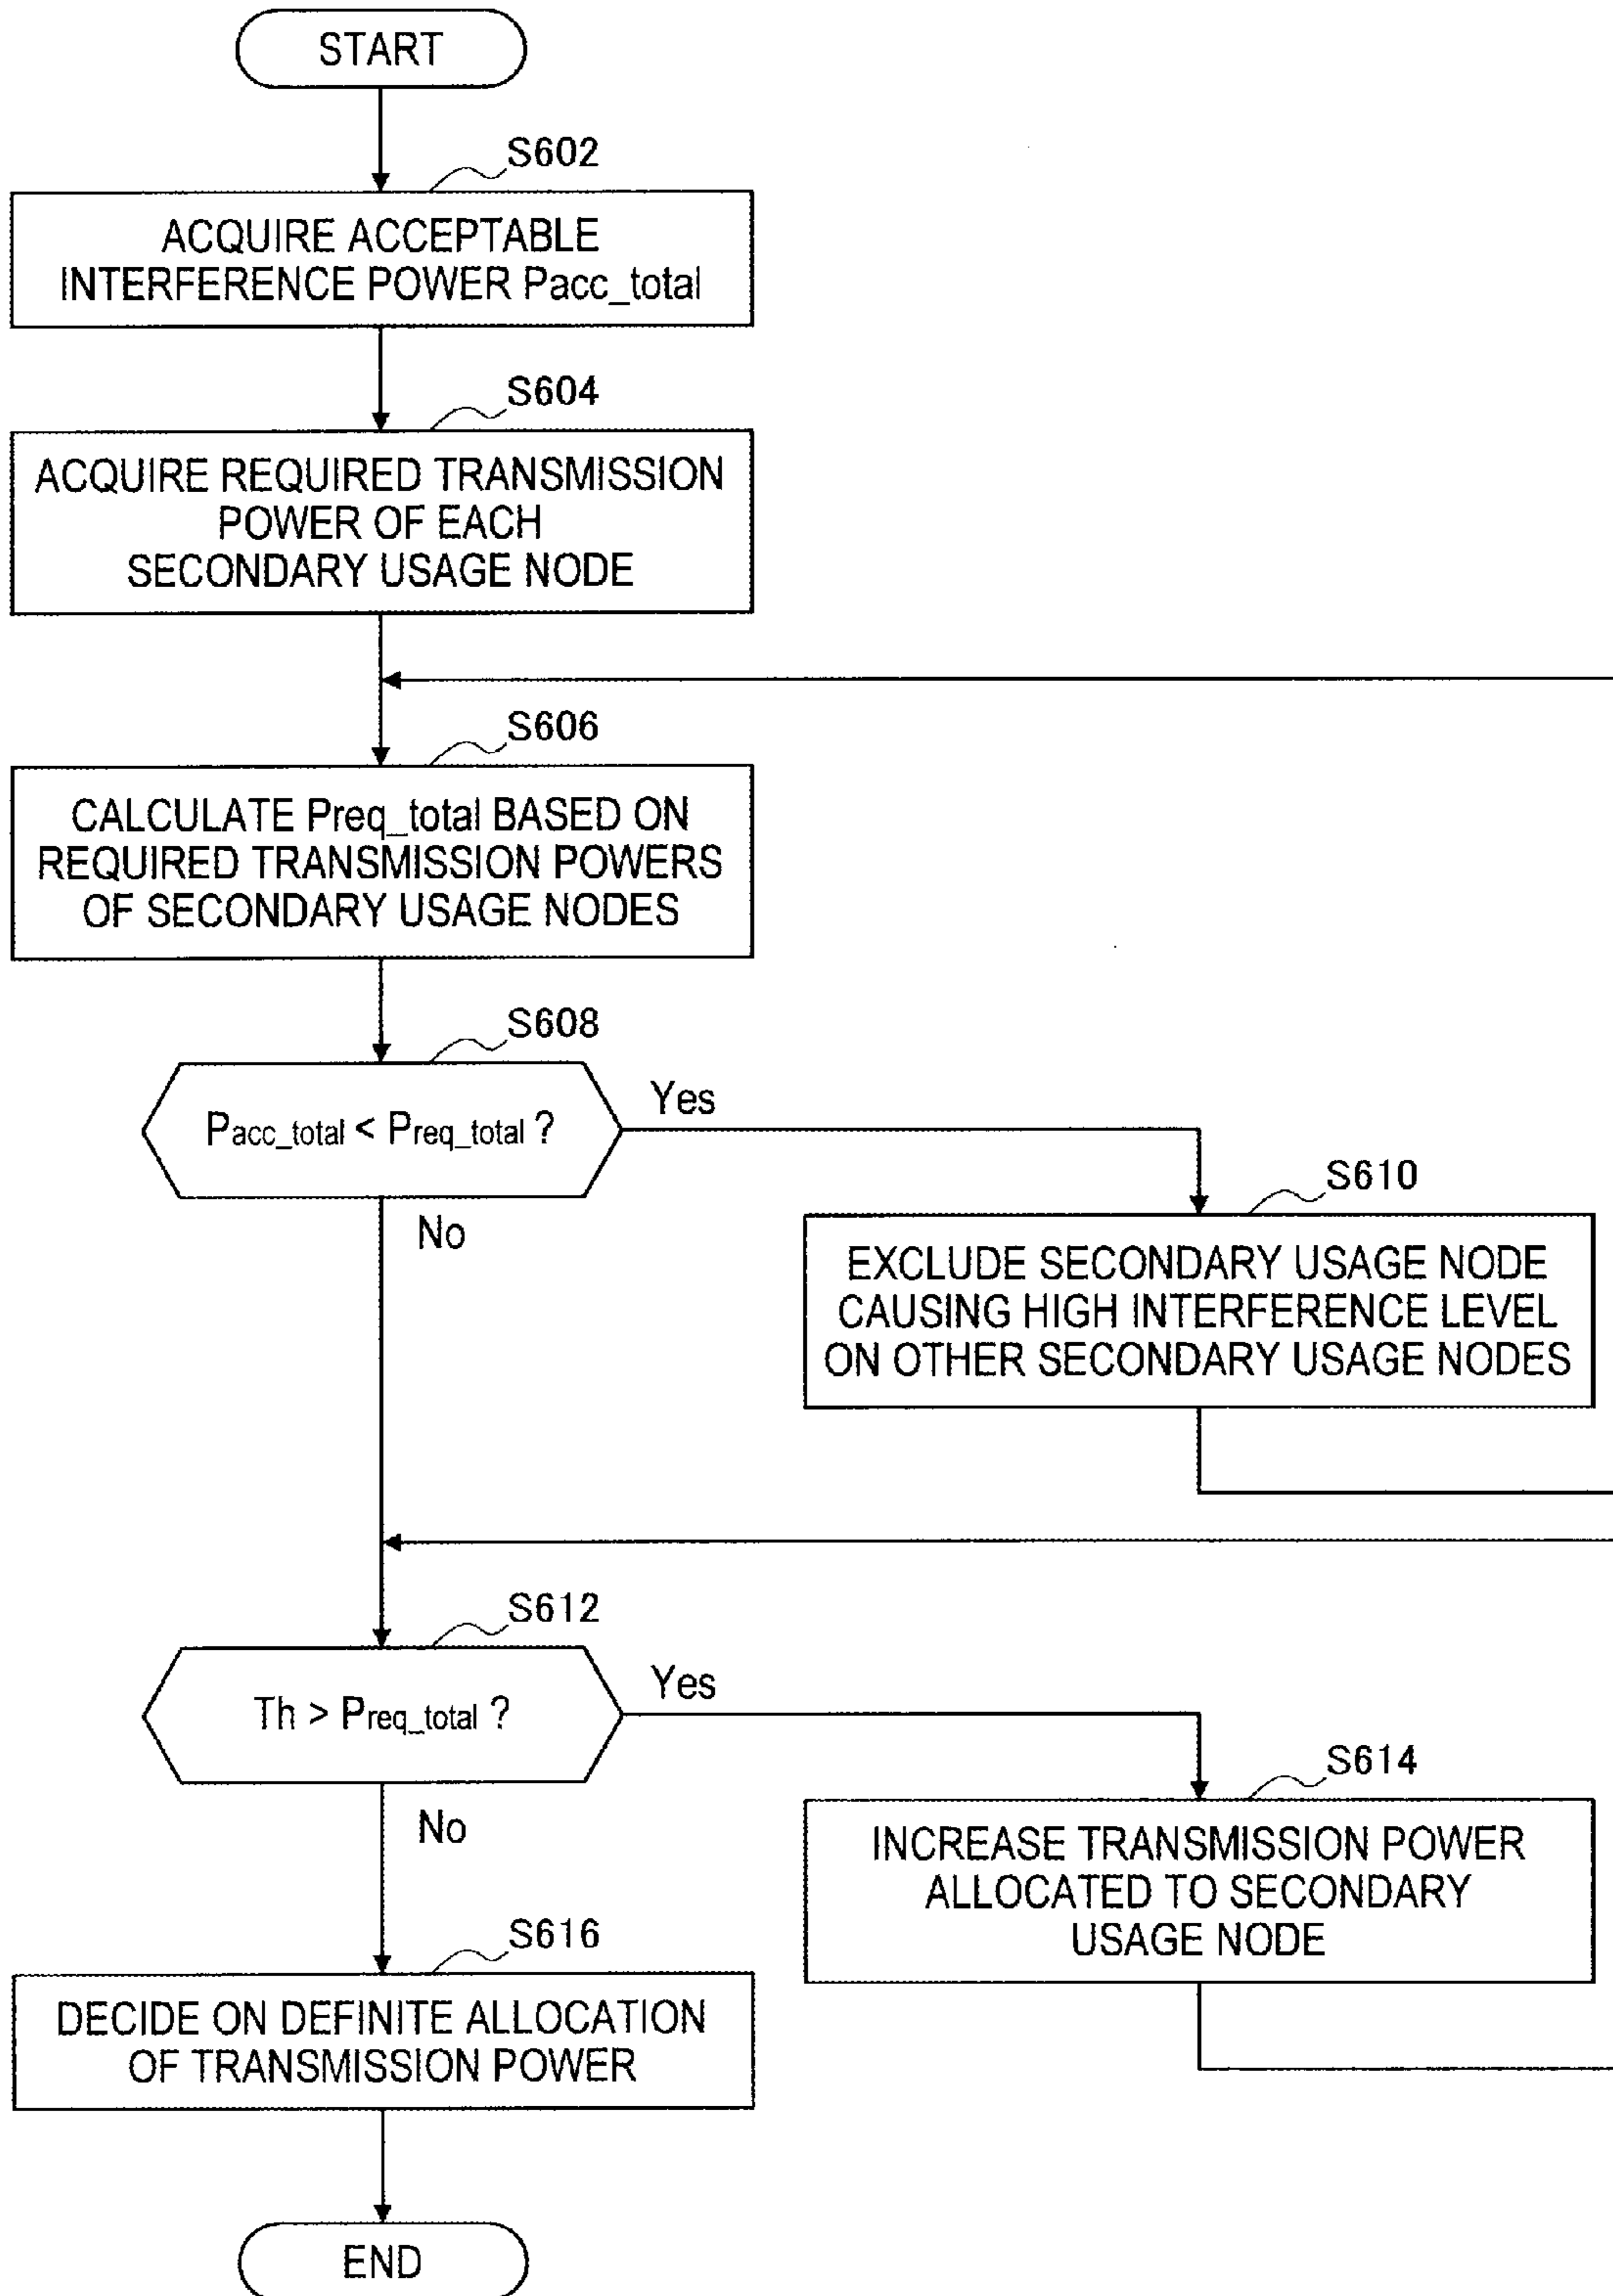 START
S602
ACQUIRE ACCEPTABLE
INTERFERENCE POWER Pacc_total
S604
ACQUIRE REQUIRED TRANSMISSION
POWER OF EACH
SECONDARY USAGE NODE
S606
CALCULATE Preq_total BASED ON
REQUIRED TRANSMISSION POWERS
OF SECONDARY USAGE NODES
S608
Pacc_total < Preq_total ?
Yes
No
S610
EXCLUDE SECONDARY USAGE NODE
CAUSING HIGH INTERFERENCE LEVEL
ON OTHER SECONDARY USAGE NODES
S612
Th > Preq_total ?
Yes
No
S614
INCREASE TRANSMISSION POWER
ALLOCATED TO SECONDARY
USAGE NODE
S616
DECIDE ON DEFINITE ALLOCATION
OF TRANSMISSION POWER
END